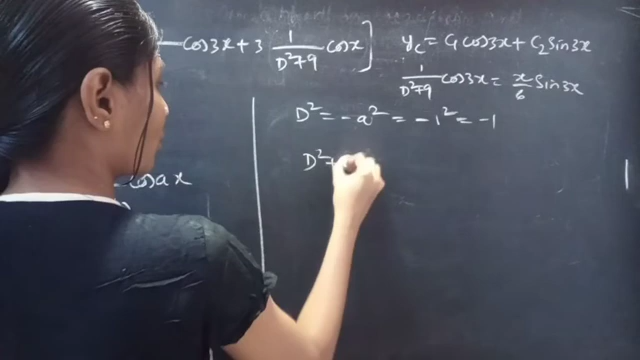 cos3x + 3 1/(D²+9) cosx ]
y_c = C₁cos3x + C₂sin3x
1/(D²+9) cos3x = x/6 sin3x
D² = -a² = -1² = -1
cosax
D²+